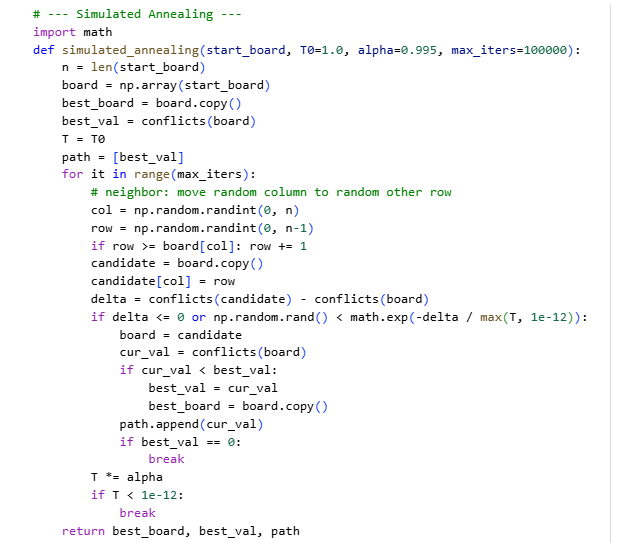 # --- Simulated Annealing ---
import math
def simulated_annealing(start_board, T0=1.0, alpha=0.995, max_iters=100000):
    n = len(start_board)
    board = np.array(start_board)
    best_board = board.copy()
    best_val = conflicts(board)
    T = T0
    path = [best_val]
    for it in range(max_iters):
        # neighbor: move random column to random other row
        col = np.random.randint(0, n)
        row = np.random.randint(0, n-1)
        if row >= board[col]: row += 1
        candidate = board.copy()
        candidate[col] = row
        delta = conflicts(candidate) - conflicts(board)
        if delta <= 0 or np.random.rand() < math.exp(-delta / max(T, 1e-12)):
            board = candidate
            cur_val = conflicts(board)
            if cur_val < best_val:
                best_val = cur_val
                best_board = board.copy()
            path.append(cur_val)
            if best_val == 0:
                break
        T *= alpha
        if T < 1e-12:
            break
    return best_board, best_val, path